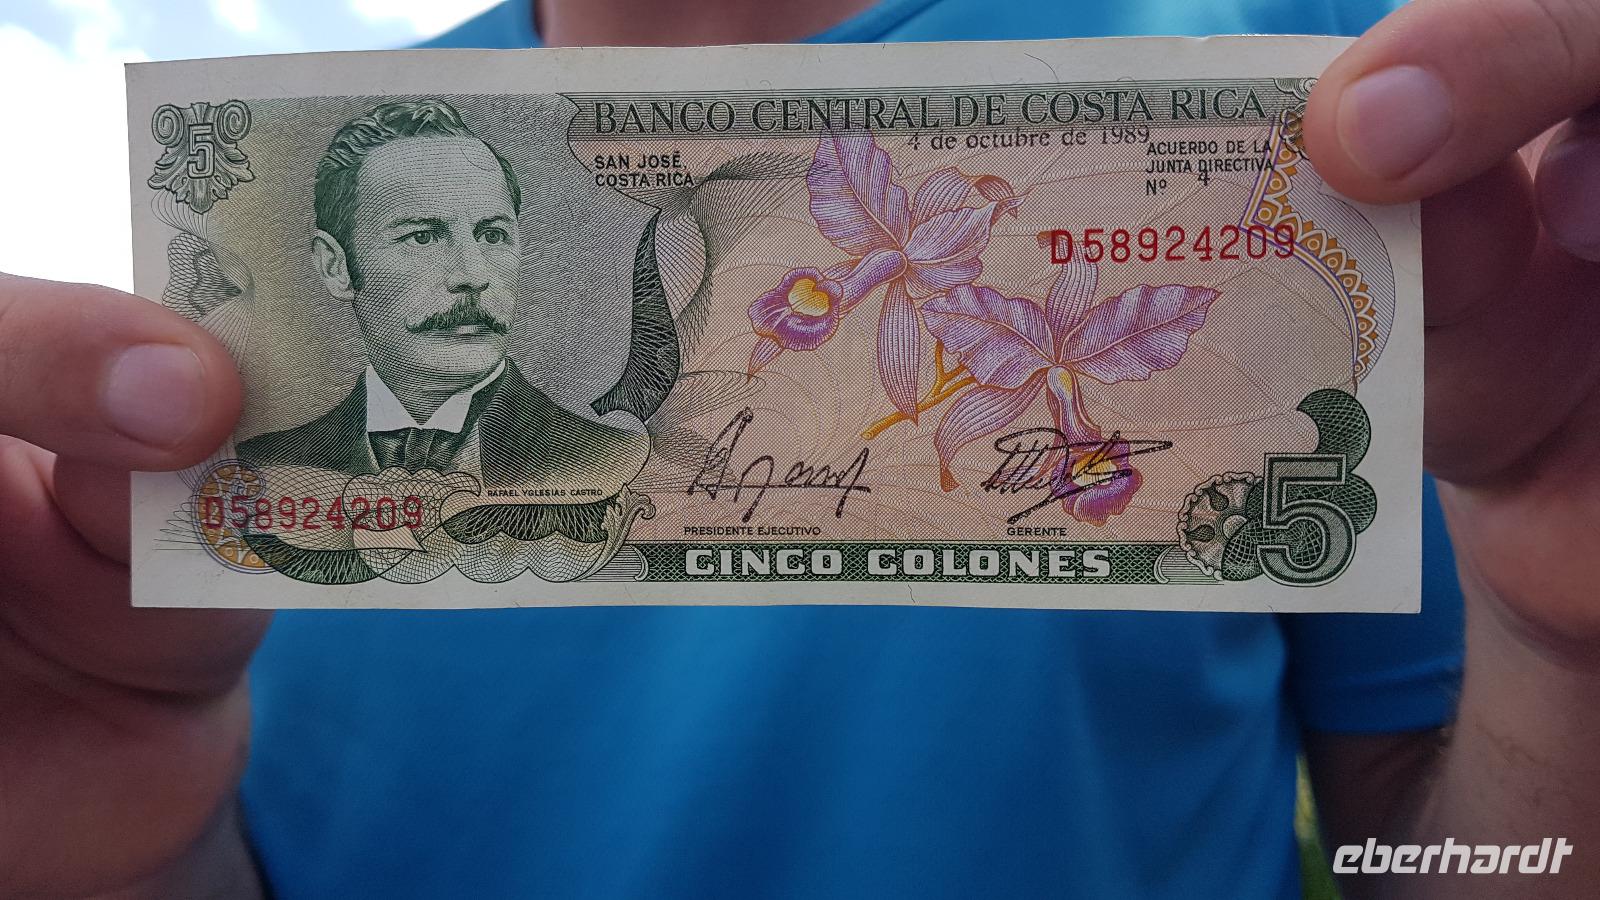 5
BANCO CENTRAL DE COSTA RICA
4 de octubre de 1989
SAN JOSÉ,
COSTA RICA
ACUERDO DE LA
JUNTA DIRECTIVA
Nº 4
D58924209
RAFAEL YGLESIAS CASTRO
D58924209
PRESIDENTE EJECUTIVO
GERENTE
CINCO COLONES
5
eberhardt